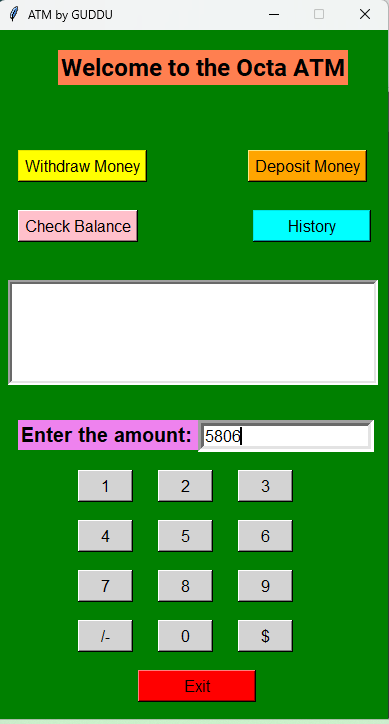 ATM by GUDDU
Welcome to the Octa ATM
Withdraw Money Deposit Money
Check Balance History
Enter the amount: 5806
1 2 3
4 5 6
7 8 9
/- 0 $
Exit